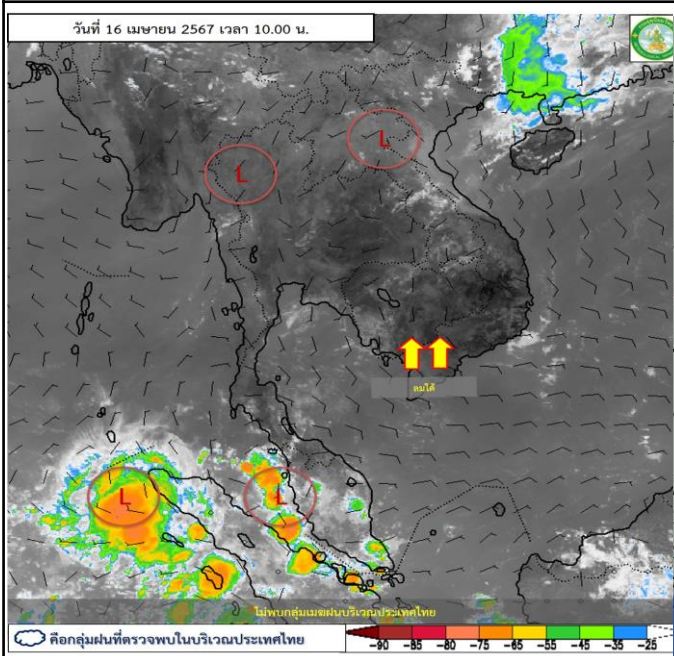 วันที่ 16 เมษายน 2567 เวลา 10.00 น.
L
L
ลมใต้
L
L
ไม่พบกลุ่มเมฆฝนบริเวณประเทศไทย
คือกลุ่มฝนที่ตรวจพบในบริเวณประเทศไทย
-90 -85 -80 -75 -65 -55 -45 -35 -25